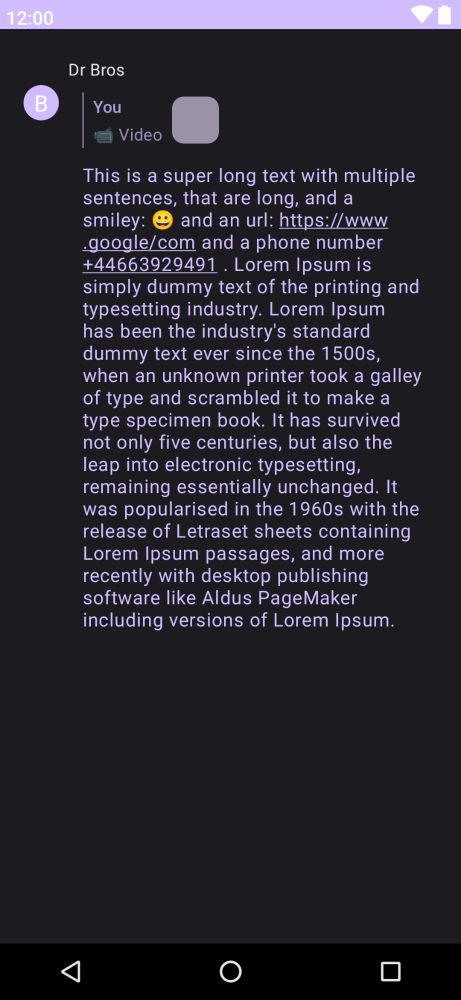 12:00
Dr Bros
B
You
📹 Video
This is a super long text with multiple
sentences, that are long, and a
smiley: 😀 and an url: https://www
.google/com and a phone number
+44663929491 . Lorem Ipsum is
simply dummy text of the printing and
typesetting industry. Lorem Ipsum
has been the industry's standard
dummy text ever since the 1500s,
when an unknown printer took a galley
of type and scrambled it to make a
type specimen book. It has survived
not only five centuries, but also the
leap into electronic typesetting,
remaining essentially unchanged. It
was popularised in the 1960s with the
release of Letraset sheets containing
Lorem Ipsum passages, and more
recently with desktop publishing
software like Aldus PageMaker
including versions of Lorem Ipsum.